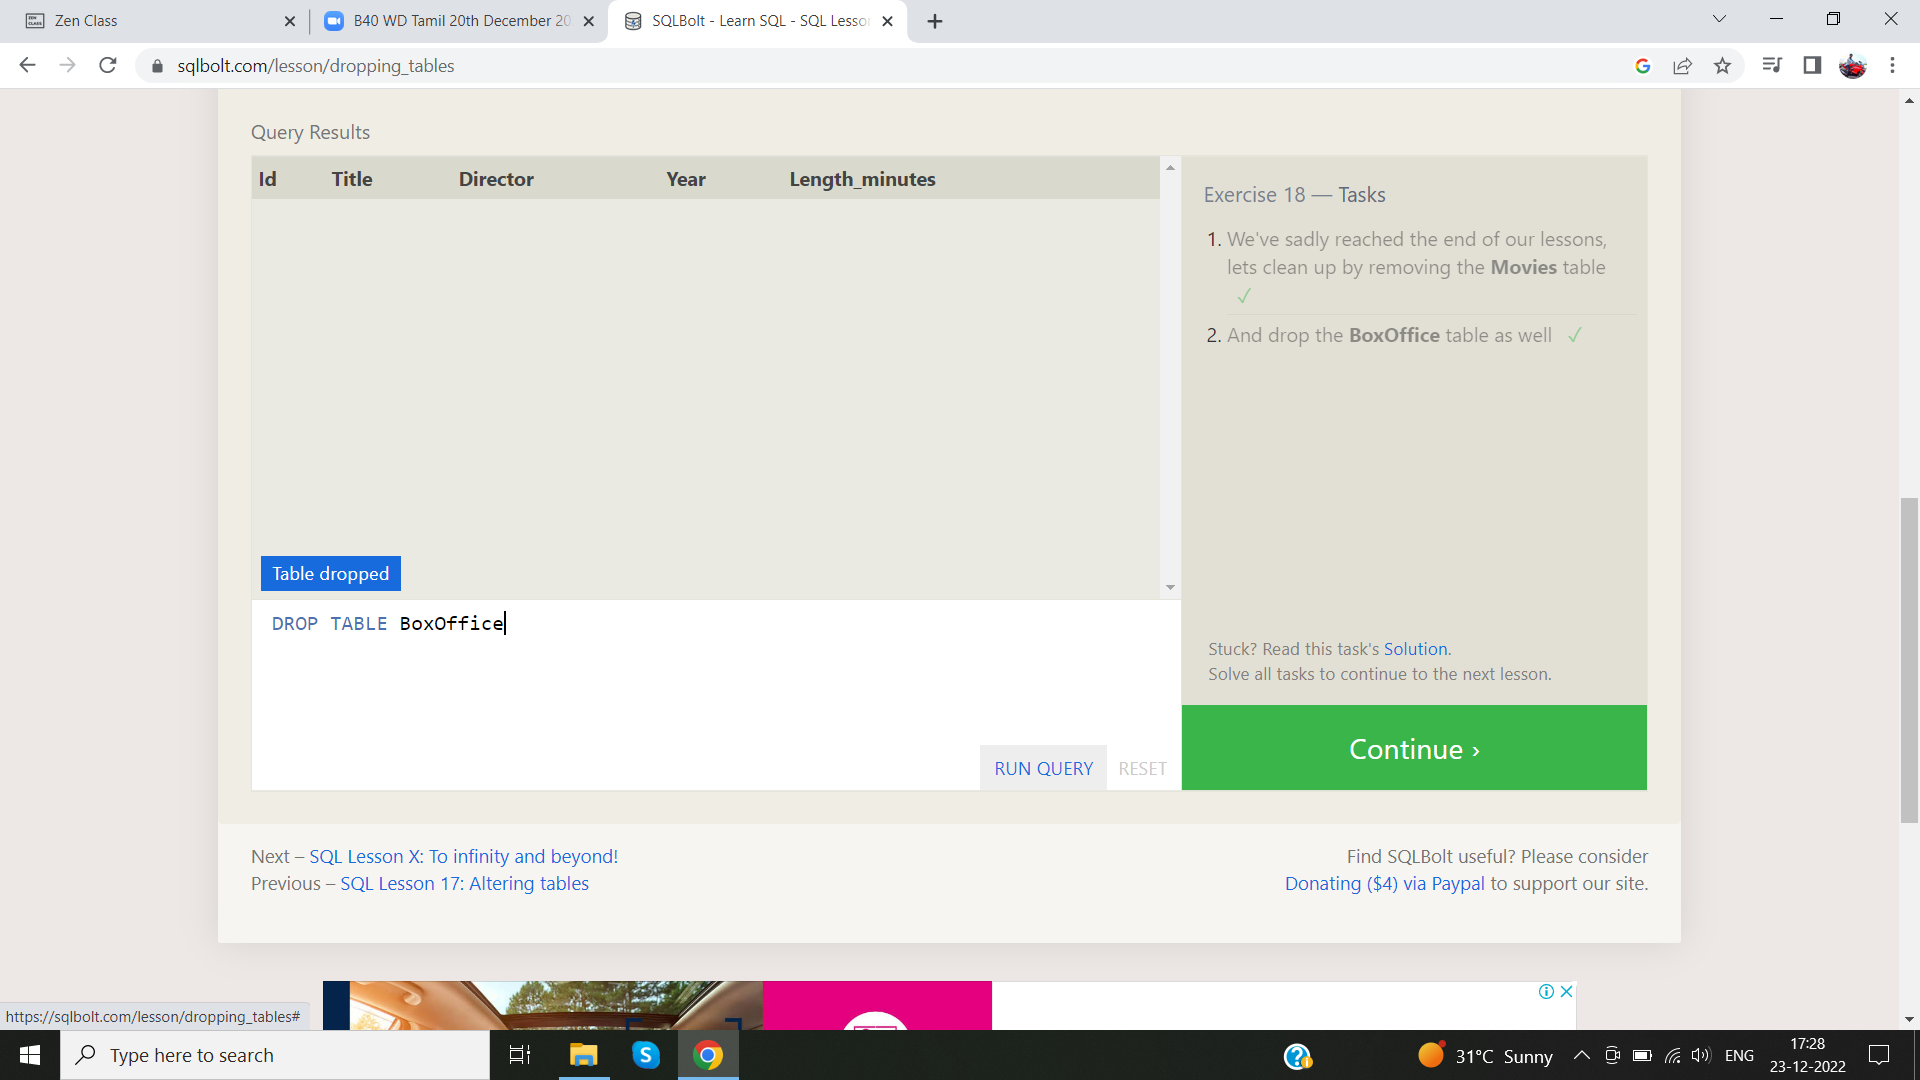 Zen Class
B40 WD Tamil 20th December 20
SQLBolt - Learn SQL - SQL Lesson
sqlbolt.com/lesson/dropping_tables
Query Results
Id Title Director Year Length_minutes
Table dropped
DROP TABLE BoxOffice
RUN QUERY RESET
Exercise 18 — Tasks
1. We've sadly reached the end of our lessons,
lets clean up by removing the Movies table
✓
2. And drop the BoxOffice table as well ✓
Stuck? Read this task's Solution.
Solve all tasks to continue to the next lesson.
Continue ›
Next – SQL Lesson X: To infinity and beyond!
Previous – SQL Lesson 17: Altering tables
Find SQLBolt useful? Please consider
Donating ($4) via Paypal to support our site.
https://sqlbolt.com/lesson/dropping_tables#
Type here to search
31°C Sunny
ENG
17:28
23-12-2022